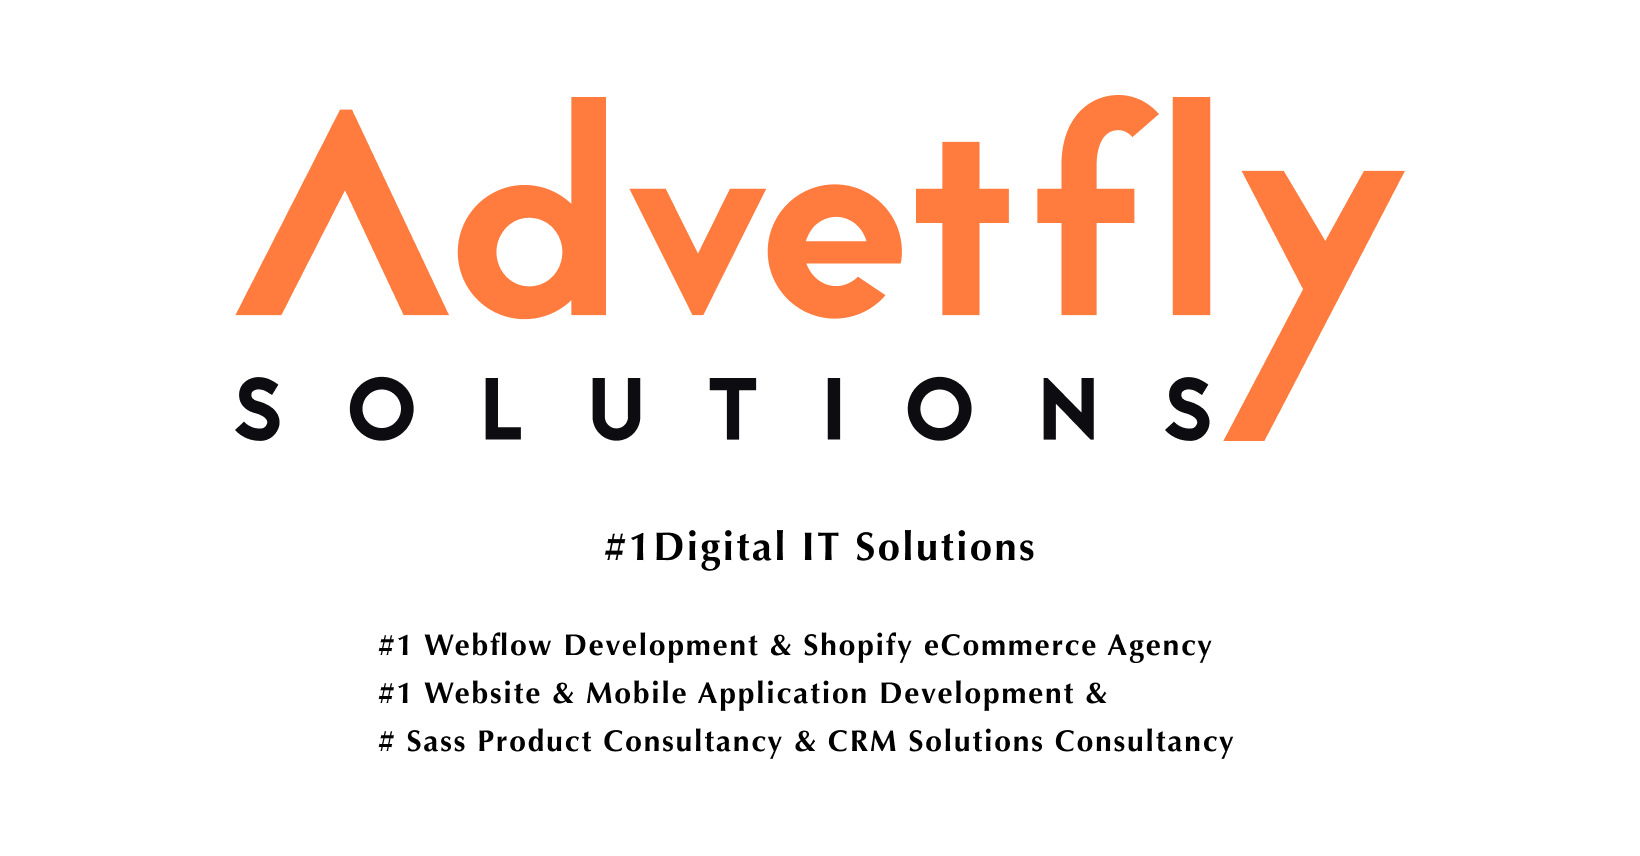 Advetfly
SOLUTIONS
#1Digital IT Solutions
#1 Webflow Development & Shopify eCommerce Agency
#1 Website & Mobile Application Development &
# Sass Product Consultancy & CRM Solutions Consultancy